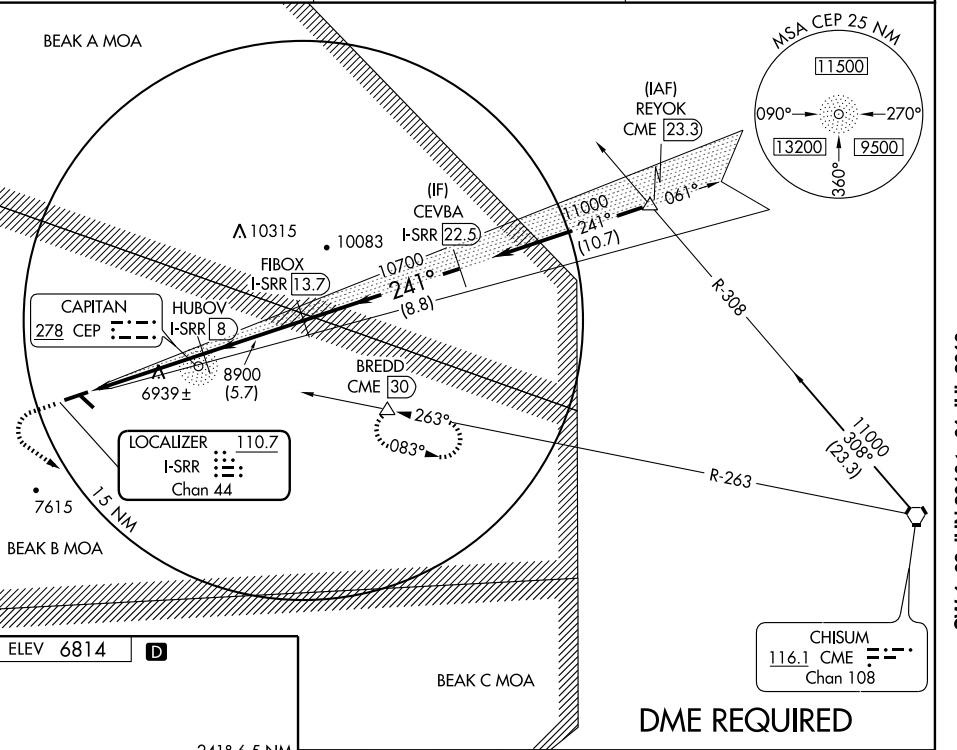 BEAK A MOA
MSA CEP 25 NM
11500
090°
270°
13200
9500
360°
(IAF)
REYOK
CME 23.3
061°
11000
241°
(10.7)
(IF)
CEVBA
I-SRR 22.5
10315
10083
10700
241°
(8.8)
FIBOX
I-SRR 13.7
R-308
CAPITAN
278 CEP
HUBOV
I-SRR 8
8900
(5.7)
6939±
BREDD
CME 30
263°
083°
11000
308°
(23.3)
LOCALIZER 110.7
I-SRR
Chan 44
R-263
7615
15 NM
BEAK B MOA
ELEV 6814
D
BEAK C MOA
CHISUM
116.1 CME
Chan 108
DME REQUIRED
241° 6.5 NM